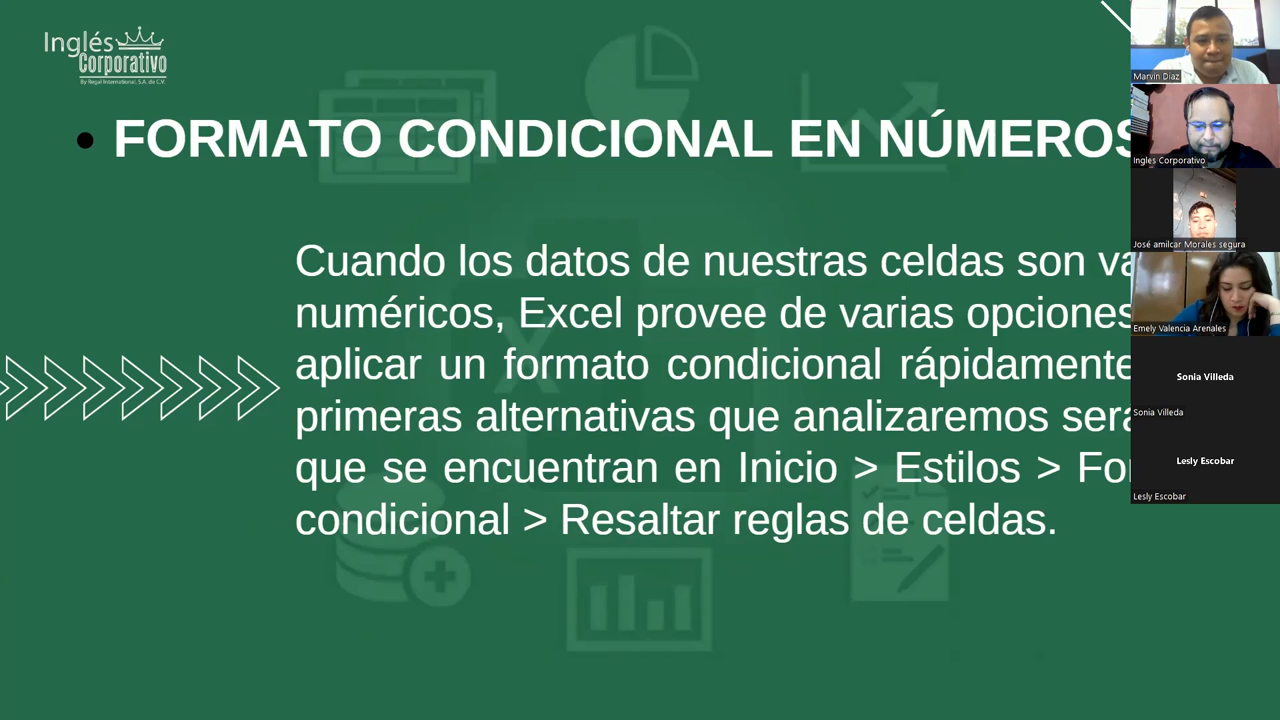 Inglés
Corporativo
By Regal International, S.A. de C.V.
• FORMATO CONDICIONAL EN NÚMEROS
Cuando los datos de nuestras celdas son
numéricos, Excel provee de varias opciones
aplicar un formato condicional rápidamente
primeras alternativas que analizaremos
que se encuentran en Inicio > Estilos >
condicional > Resaltar reglas de celdas.
Marvin Diaz
Ingles Corporativo
José amilcar Morales segura
Emely Valencia Arenales
Sonia Villeda
Sonia Villeda
Lesly Escobar
Lesly Escobar